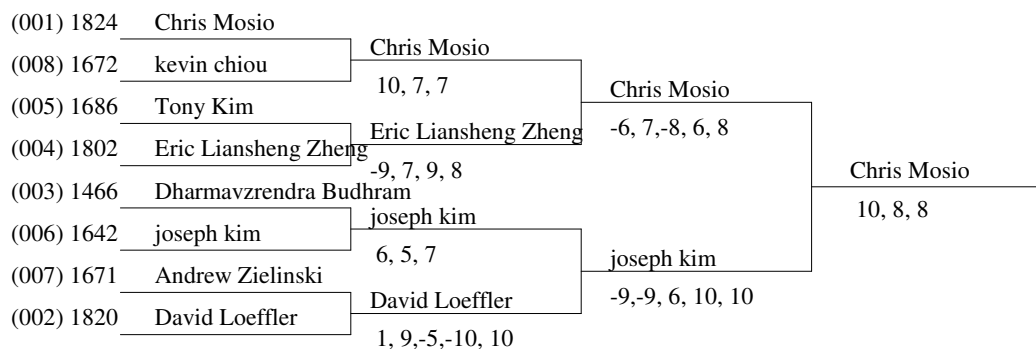 (001) 1824 Chris Mosio
(008) 1672 kevin chiou
(005) 1686 Tony Kim
(004) 1802 Eric Liansheng Zheng
(003) 1466 Dharmavzrendra Budhram
(006) 1642 joseph kim
(007) 1671 Andrew Zielinski
(002) 1820 David Loeffler
Chris Mosio
10, 7, 7
Eric Liansheng Zheng
-9, 7, 9, 8
joseph kim
6, 5, 7
David Loeffler
1, 9,-5,-10, 10
Chris Mosio
-6, 7,-8, 6, 8
joseph kim
-9,-9, 6, 10, 10
Chris Mosio
10, 8, 8